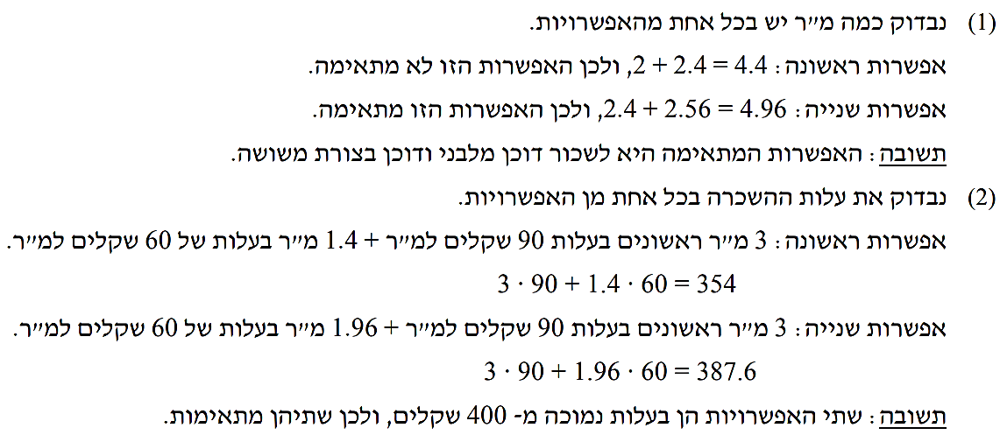 (1) נבדוק כמה מ״ר יש בכל אחת מהאפשרויות.
אפשרות ראשונה: 2 + 2.4 = 4.4, ולכן האפשרות הזו לא מתאימה.
אפשרות שנייה: 2.4 + 2.56 = 4.96, ולכן האפשרות הזו מתאימה.
תשובה: האפשרות המתאימה היא לשכור דוכן מלבני ודוכן בצורת משושה.
(2) נבדוק את עלות ההשכרה בכל אחת מן האפשרויות.
אפשרות ראשונה: 3 מ״ר ראשונים בעלות 90 שקלים למ״ר + 1.4 מ״ר בעלות של 60 שקלים למ״ר.
3 · 90 + 1.4 · 60 = 354
אפשרות שנייה: 3 מ״ר ראשונים בעלות 90 שקלים למ״ר + 1.96 מ״ר בעלות של 60 שקלים למ״ר.
3 · 90 + 1.96 · 60 = 387.6
תשובה: שתי האפשרויות הן בעלות נמוכה מ- 400 שקלים, ולכן שתיהן מתאימות.